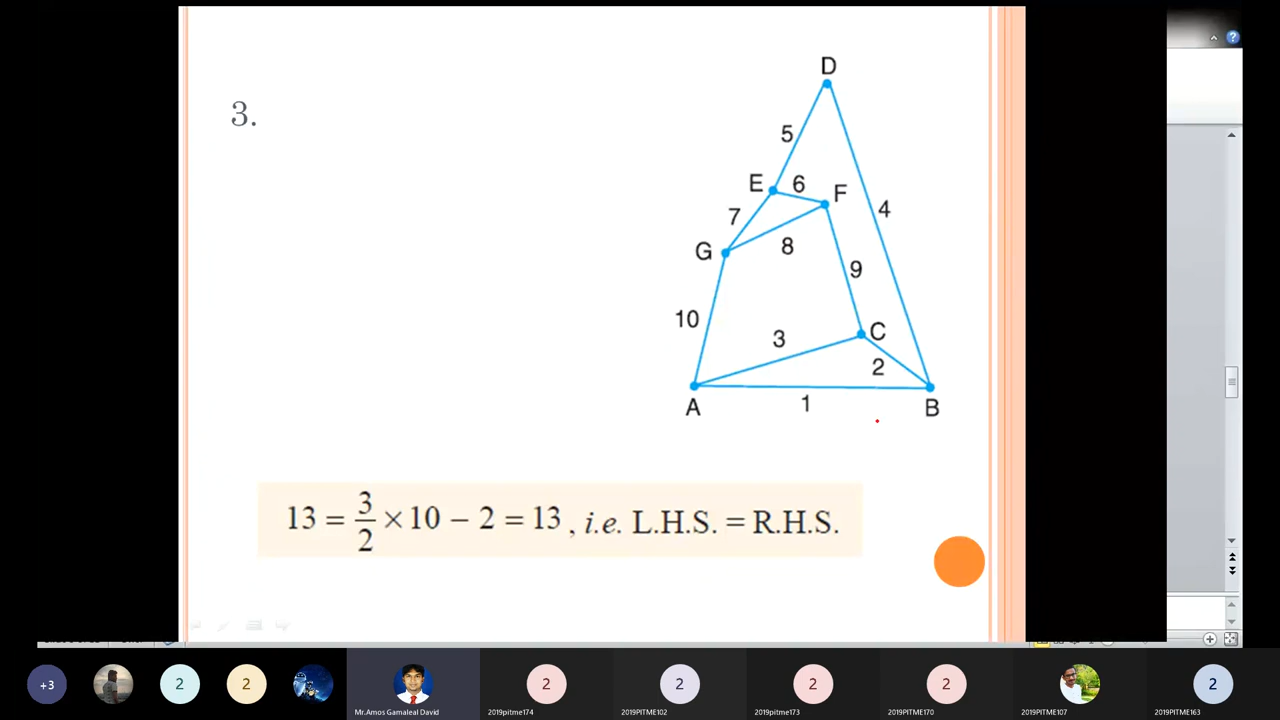 3.
D
5
E
6
F
7
4
G
8
9
10
3
C
2
A
1
B
13 = 3/2 × 10 − 2 = 13 , i.e. L.H.S. = R.H.S.
+3
2
2
2
2
2
2
2
Mr.Amos Gamaleal David
2019pitme174
2019PITME102
2019pitme173
2019PITME170
2019PITME107
2019PITME163